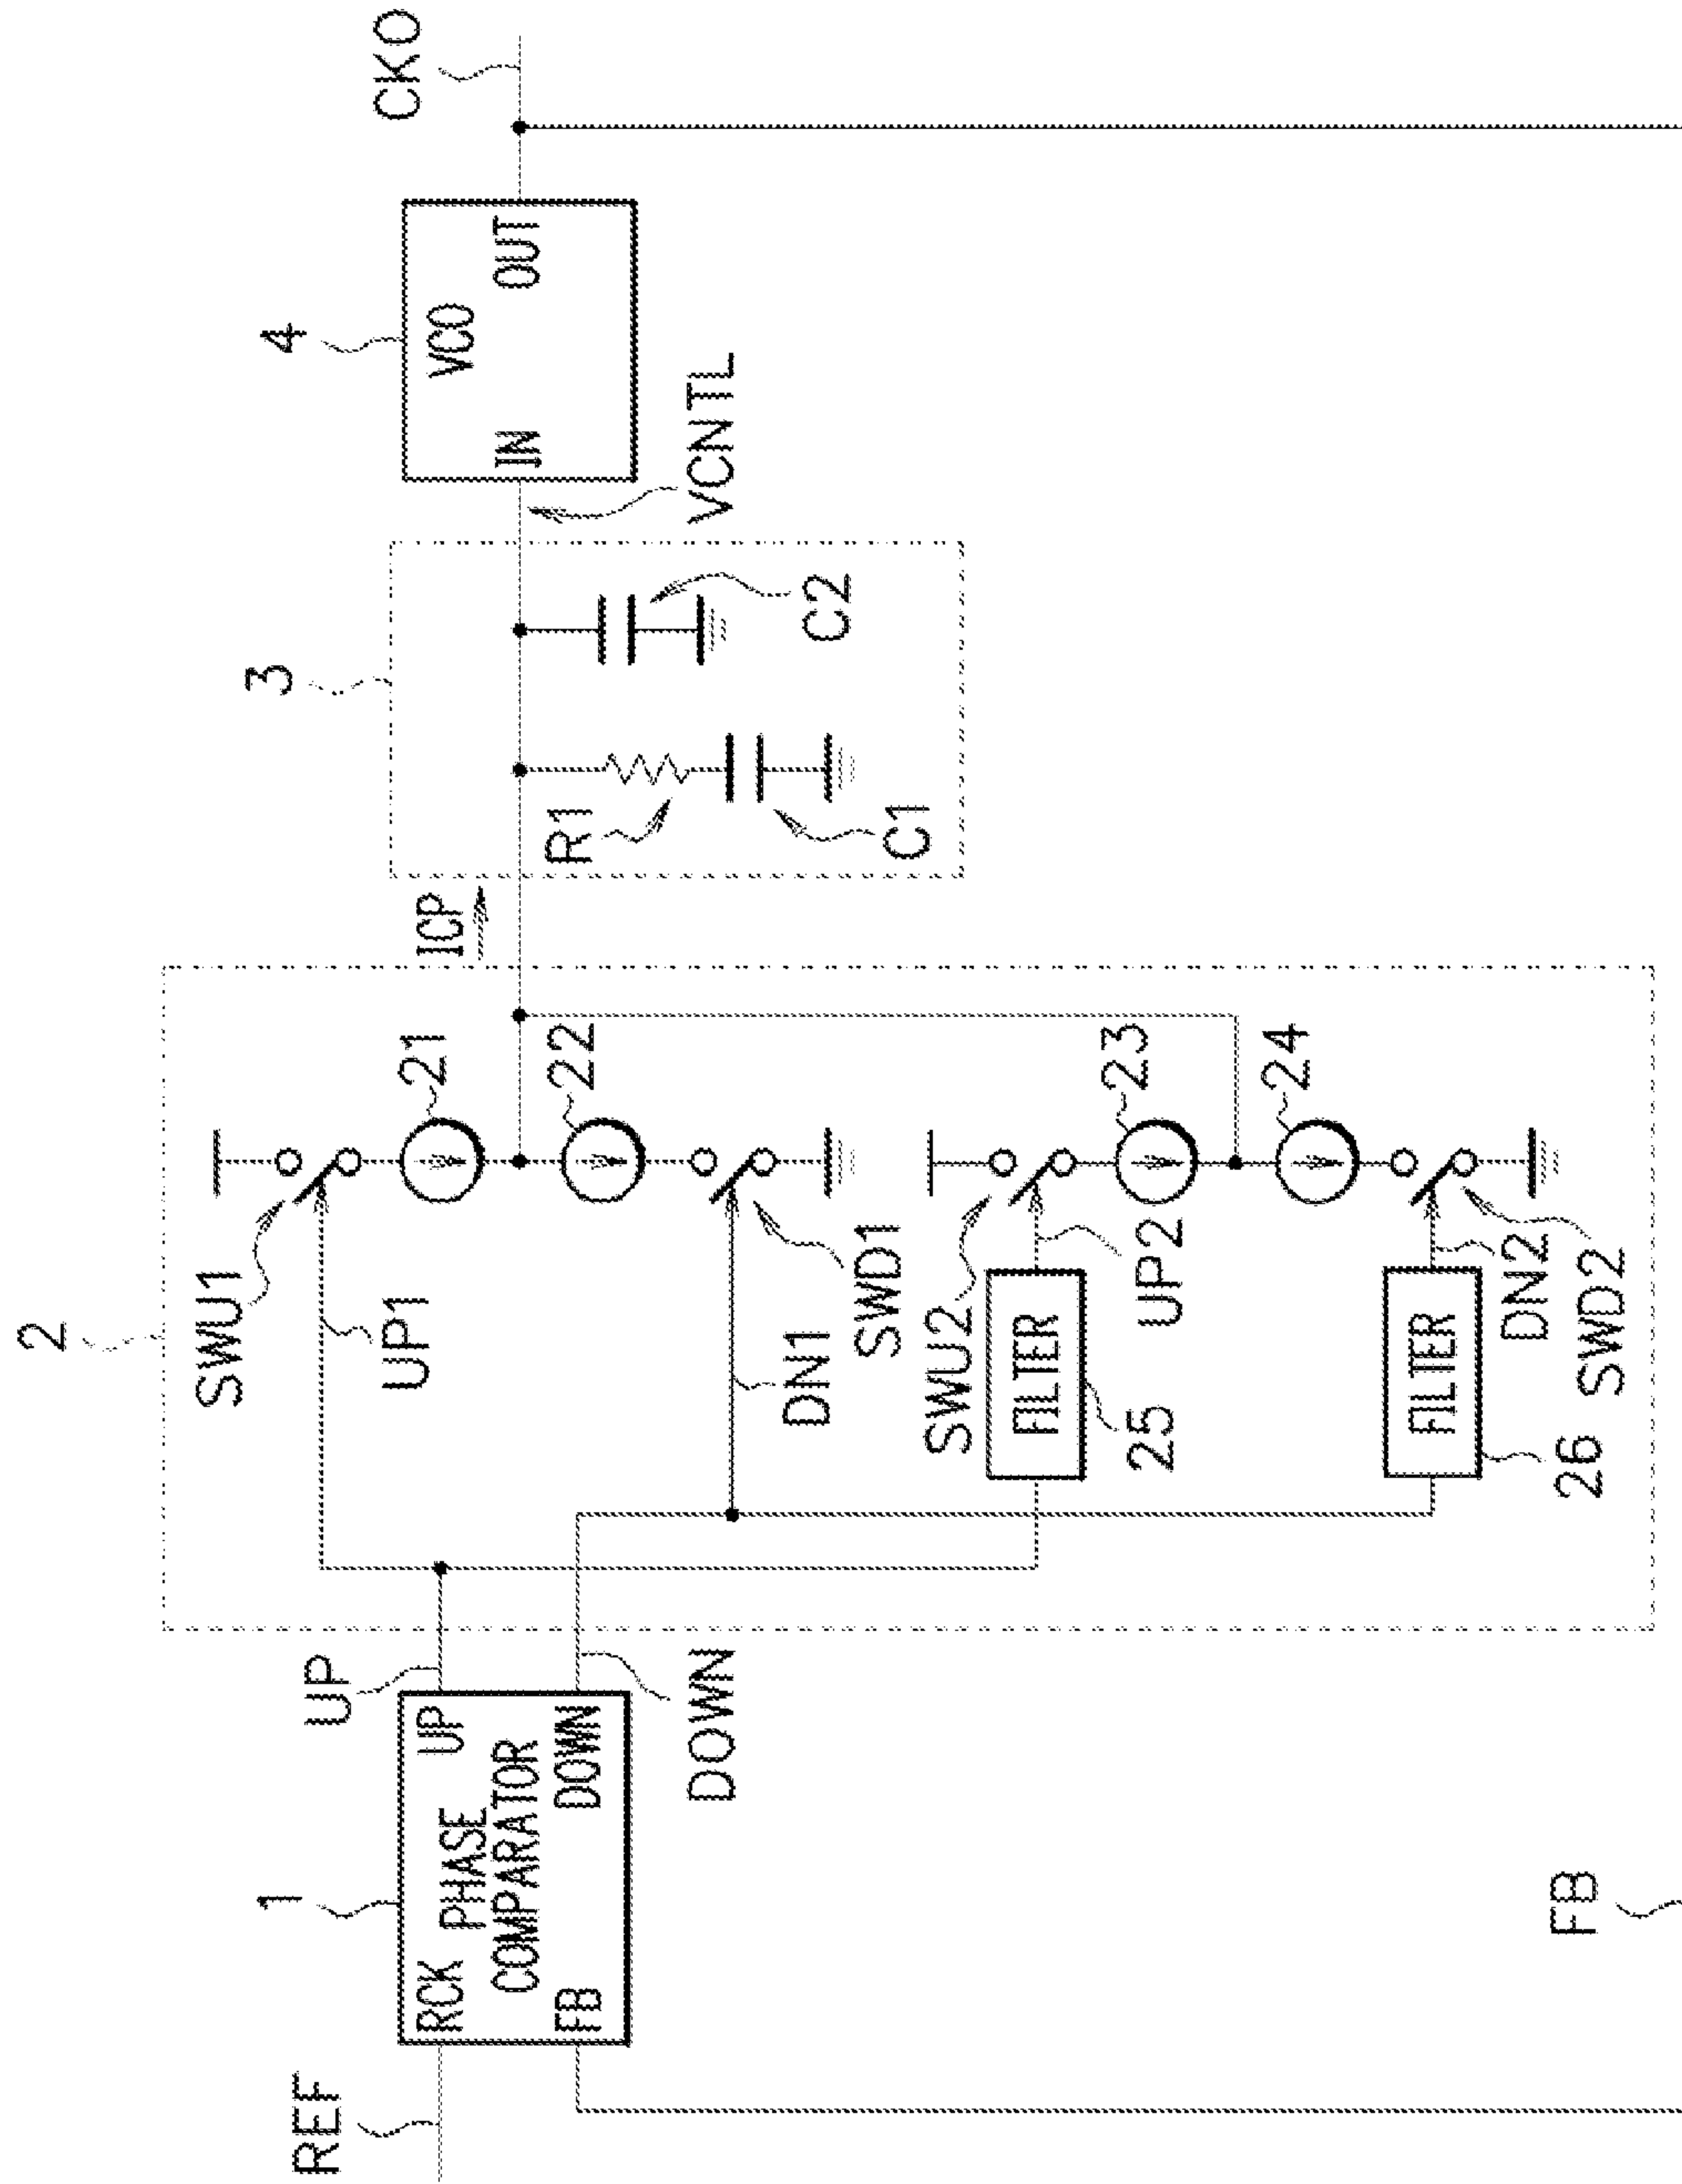 2
SWU1
21
UP1
22
ICP
3
4
CKO
UP
1
REF
RCK
UP
PHASE
COMPARATOR
FB
DOWN
DOWN
DN1
SWD1
R1
C1
C2
VCO
IN
OUT
VCNTL
SWU2
23
FILTER
UP2
25
24
FILTER
DN2
26
SWD2
FB